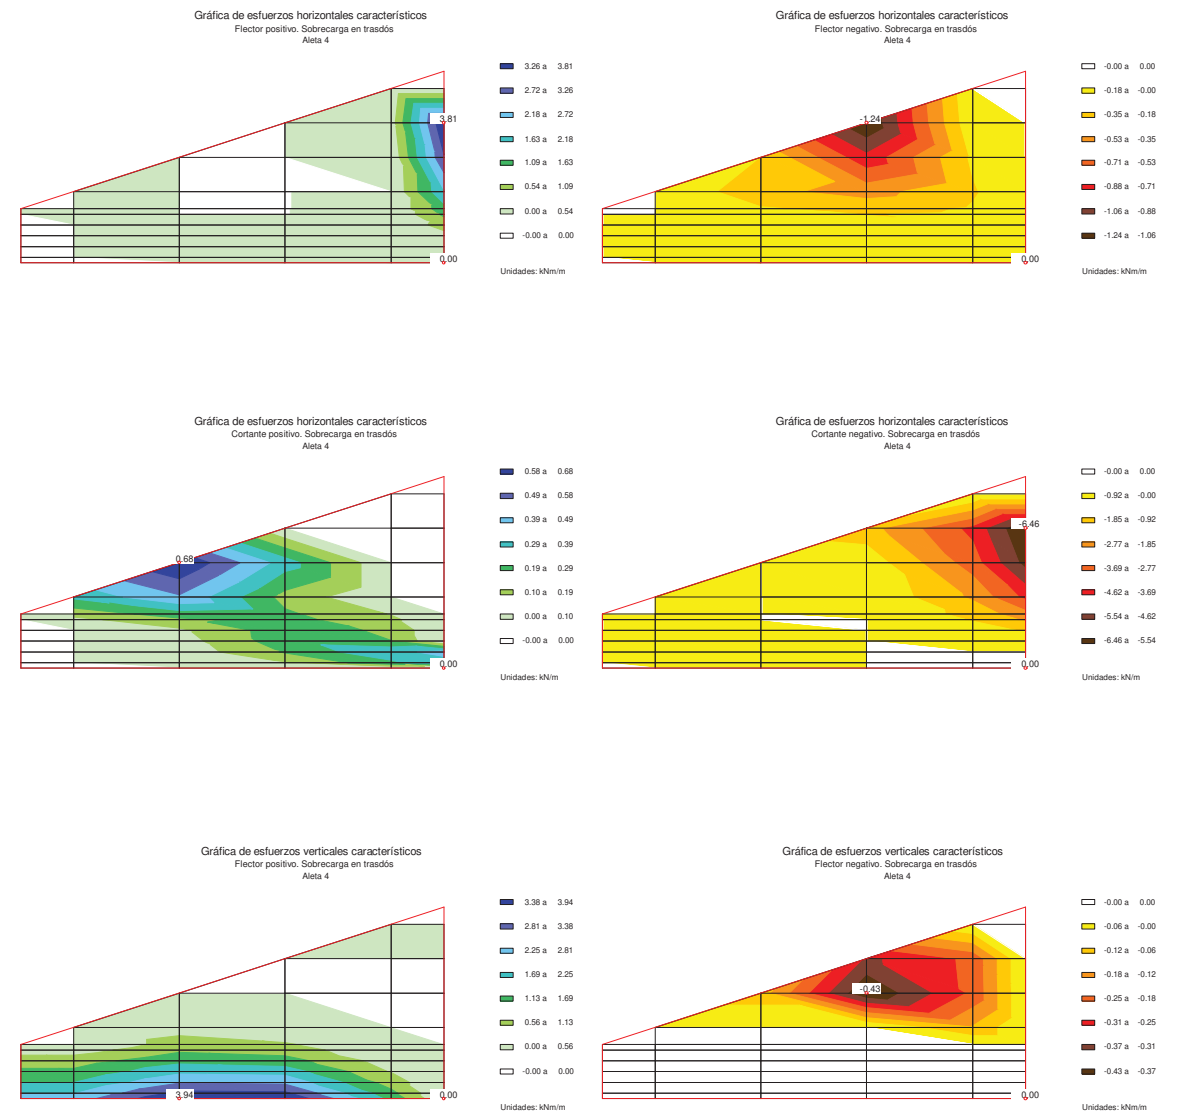 Gráfica de esfuerzos horizontales característicos
Flector positivo. Sobrecarga en trasdós
Aleta 4
3.26 a 3.81
2.72 a 3.26
2.18 a 2.72
1.63 a 2.18
1.09 a 1.63
0.54 a 1.09
0.00 a 0.54
-0.00 a 0.00
3.81
0.00
Unidades: kNm/m
Gráfica de esfuerzos horizontales característicos
Flector negativo. Sobrecarga en trasdós
Aleta 4
-0.00 a 0.00
-0.18 a -0.00
-0.35 a -0.18
-0.53 a -0.35
-0.71 a -0.53
-0.88 a -0.71
-1.06 a -0.88
-1.24 a -1.06
-1.24
0.00
Unidades: kNm/m
Gráfica de esfuerzos horizontales característicos
Cortante positivo. Sobrecarga en trasdós
Aleta 4
0.58 a 0.68
0.49 a 0.58
0.39 a 0.49
0.29 a 0.39
0.19 a 0.29
0.10 a 0.19
0.00 a 0.10
-0.00 a 0.00
0.68
0.00
Unidades: kN/m
Gráfica de esfuerzos horizontales característicos
Cortante negativo. Sobrecarga en trasdós
Aleta 4
-0.00 a 0.00
-0.92 a -0.00
-1.85 a -0.92
-2.77 a -1.85
-3.69 a -2.77
-4.62 a -3.69
-5.54 a -4.62
-6.46 a -5.54
-6.46
0.00
Unidades: kN/m
Gráfica de esfuerzos verticales característicos
Flector positivo. Sobrecarga en trasdós
Aleta 4
3.38 a 3.94
2.81 a 3.38
2.25 a 2.81
1.69 a 2.25
1.13 a 1.69
0.56 a 1.13
0.00 a 0.56
-0.00 a 0.00
3.94
0.00
Unidades: kNm/m
Gráfica de esfuerzos verticales característicos
Flector negativo. Sobrecarga en trasdós
Aleta 4
-0.00 a 0.00
-0.06 a -0.00
-0.12 a -0.06
-0.18 a -0.12
-0.25 a -0.18
-0.31 a -0.25
-0.37 a -0.31
-0.43 a -0.37
-0.43
0.00
Unidades: kNm/m